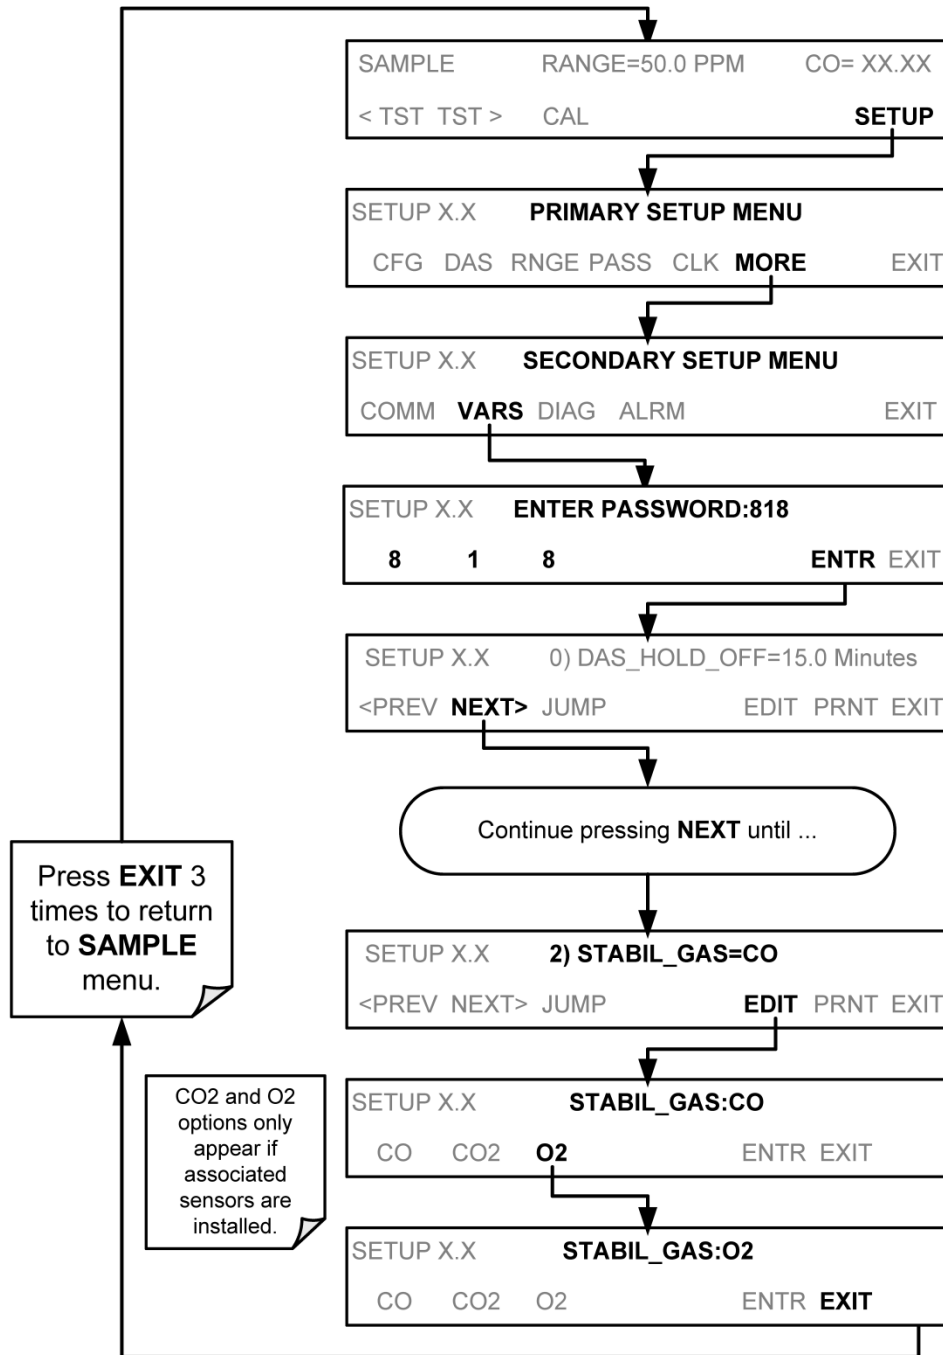 SAMPLE RANGE=50.0 PPM CO= XX.XX
< TST TST > CAL SETUP
SETUP X.X PRIMARY SETUP MENU
CFG DAS RNGE PASS CLK MORE EXIT
SETUP X.X SECONDARY SETUP MENU
COMM VARS DIAG ALRM EXIT
SETUP X.X ENTER PASSWORD:818
8 1 8 ENTR EXIT
SETUP X.X 0) DAS_HOLD_OFF=15.0 Minutes
<PREV NEXT> JUMP EDIT PRNT EXIT
Continue pressing NEXT until ...
Press EXIT 3
times to return
to SAMPLE
menu.
SETUP X.X 2) STABIL_GAS=CO
<PREV NEXT> JUMP EDIT PRNT EXIT
CO2 and O2
options only
appear if
associated
sensors are
installed.
SETUP X.X STABIL_GAS:CO
CO CO2 O2 ENTR EXIT
SETUP X.X STABIL_GAS:O2
CO CO2 O2 ENTR EXIT